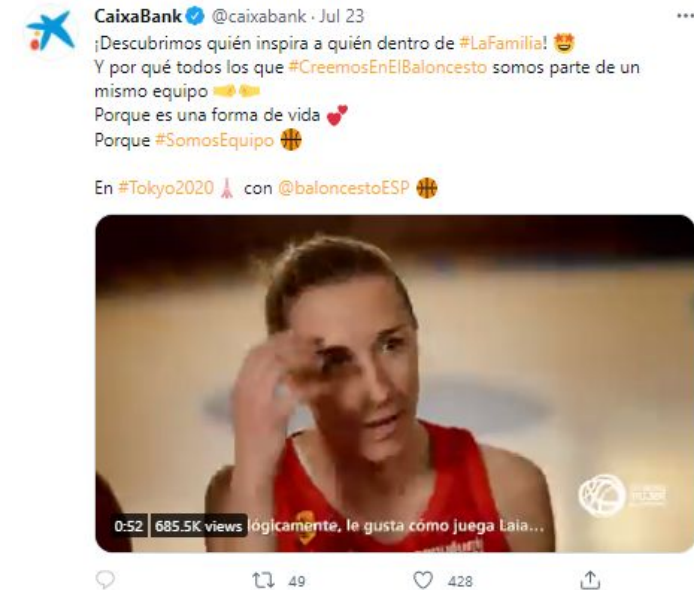 CaixaBank @caixabank · Jul 23
¡Descubrimos quién inspira a quién dentro de #LaFamilia! 🤩
Y por qué todos los que #CreemosEnElBaloncesto somos parte de un
mismo equipo 🤜🤛
Porque es una forma de vida 💕
Porque #SomosEquipo 🏀
En #Tokyo2020 🗼 con @baloncestoESP 🏀
0:52 685.5K views lógicamente, le gusta cómo juega Laia...
49 428